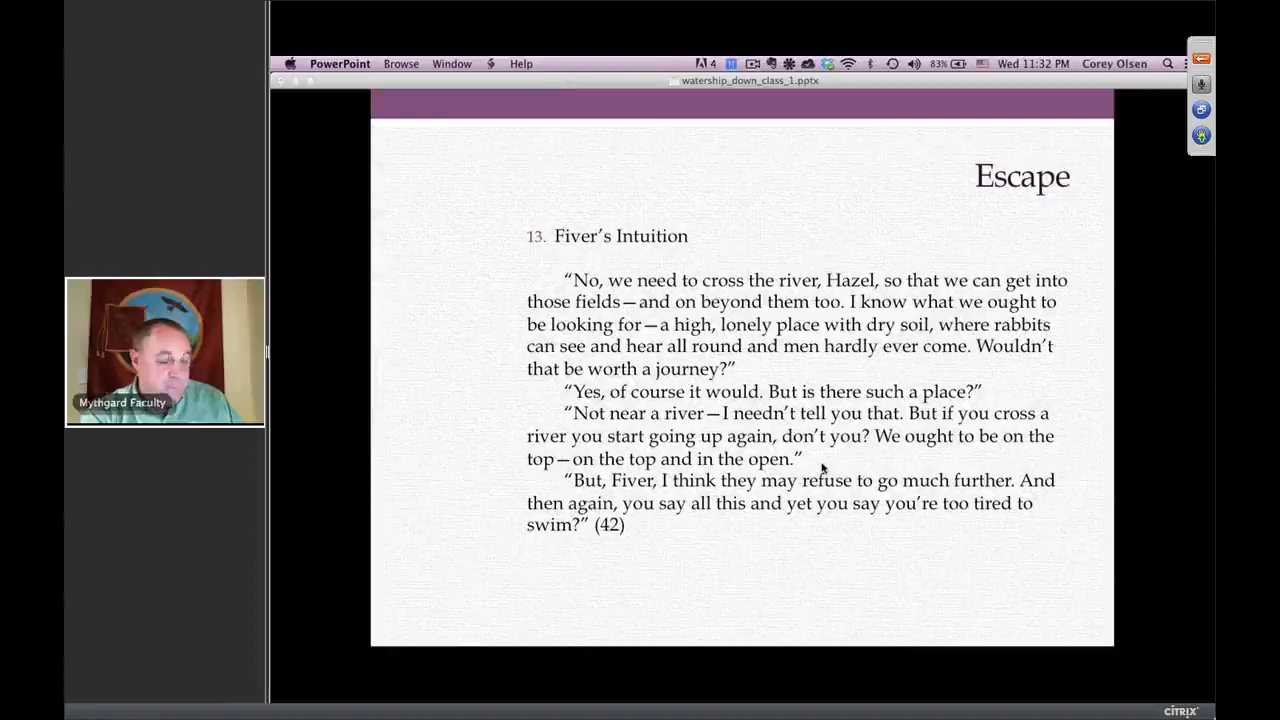 PowerPoint Browse Window Help 4 83% Wed 11:32 PM Corey Olsen
watership_down_class_1.pptx
Escape
13. Fiver’s Intuition
“No, we need to cross the river, Hazel, so that we can get into
those fields—and on beyond them too. I know what we ought to
be looking for—a high, lonely place with dry soil, where rabbits
can see and hear all round and men hardly ever come. Wouldn’t
that be worth a journey?”
“Yes, of course it would. But is there such a place?”
“Not near a river—I needn’t tell you that. But if you cross a
river you start going up again, don’t you? We ought to be on the
top—on the top and in the open.”
“But, Fiver, I think they may refuse to go much further. And
then again, you say all this and yet you say you’re too tired to
swim?” (42)
Mythgard Faculty
CITRIX